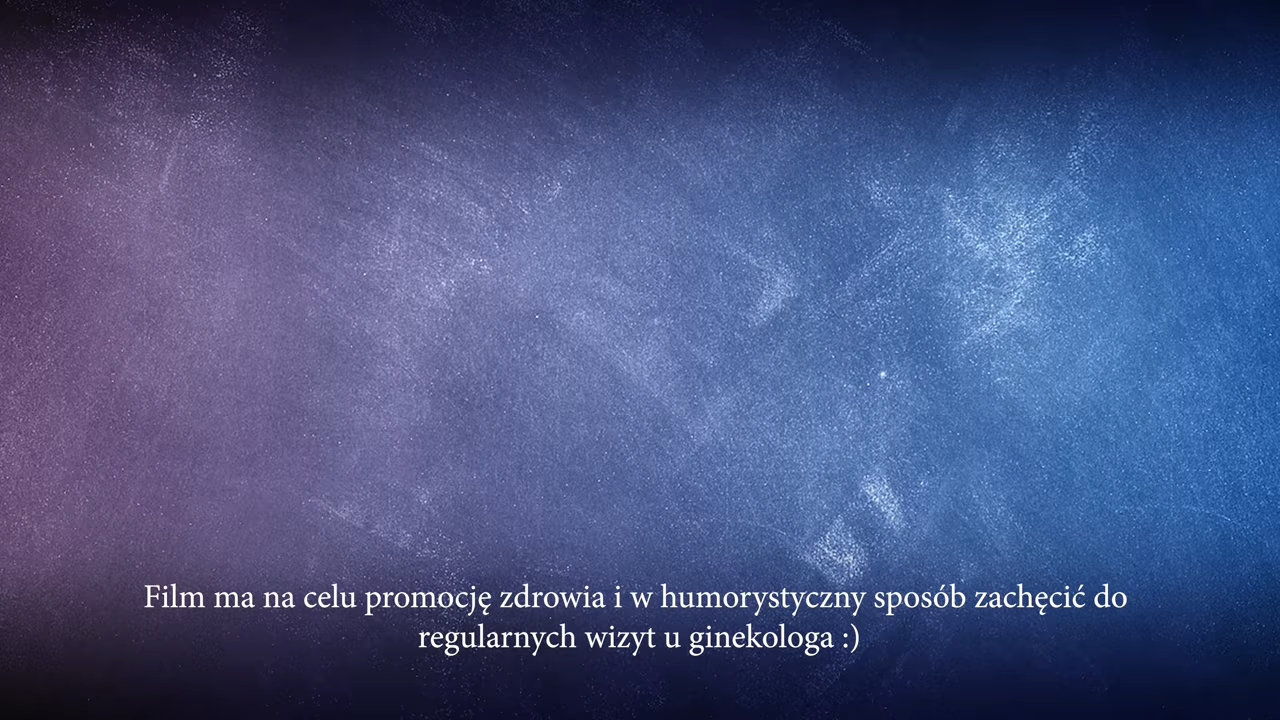 Film ma na celu promocję zdrowia i w humorystyczny sposób zachęcić do
regularnych wizyt u ginekologa :)